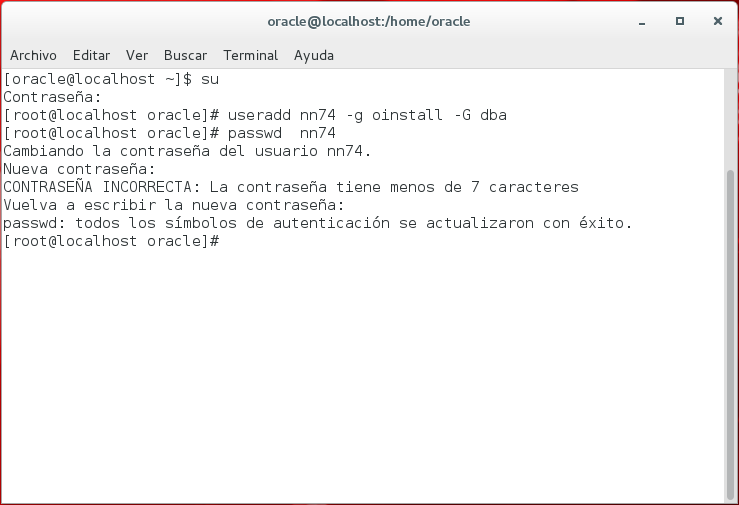 oracle@localhost:/home/oracle
Archivo Editar Ver Buscar Terminal Ayuda
[oracle@localhost ~]$ su
Contraseña:
[root@localhost oracle]# useradd nn74 -g oinstall -G dba
[root@localhost oracle]# passwd  nn74
Cambiando la contraseña del usuario nn74.
Nueva contraseña:
CONTRASEÑA INCORRECTA: La contraseña tiene menos de 7 caracteres
Vuelva a escribir la nueva contraseña:
passwd: todos los símbolos de autenticación se actualizaron con éxito.
[root@localhost oracle]#